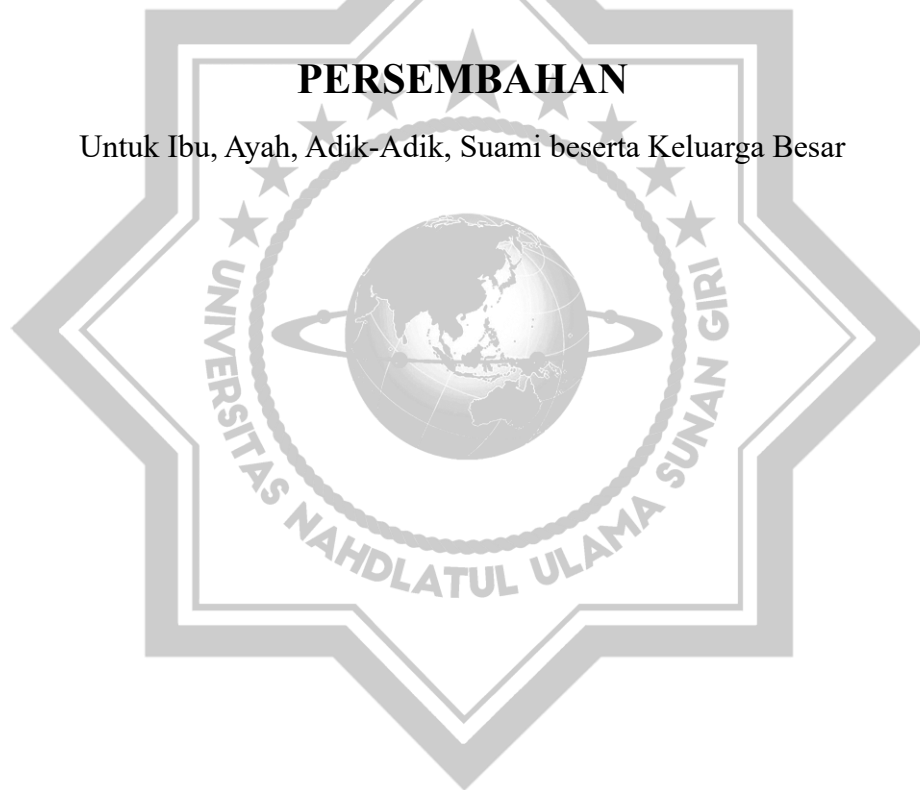 PERSEMBAHAN
Untuk Ibu, Ayah, Adik-Adik, Suami beserta Keluarga Besar
UNIVERSITAS NAHDLATUL ULAMA SUNAN GIRI